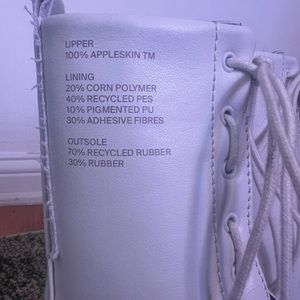 UPPER
100% APPLESKIN TM
LINING
20% CORN POLYMER
40% RECYCLED PES
10% PIGMENTED PU
30% ADHESIVE FIBRES
OUTSOLE
70% RECYCLED RUBBER
30% RUBBER